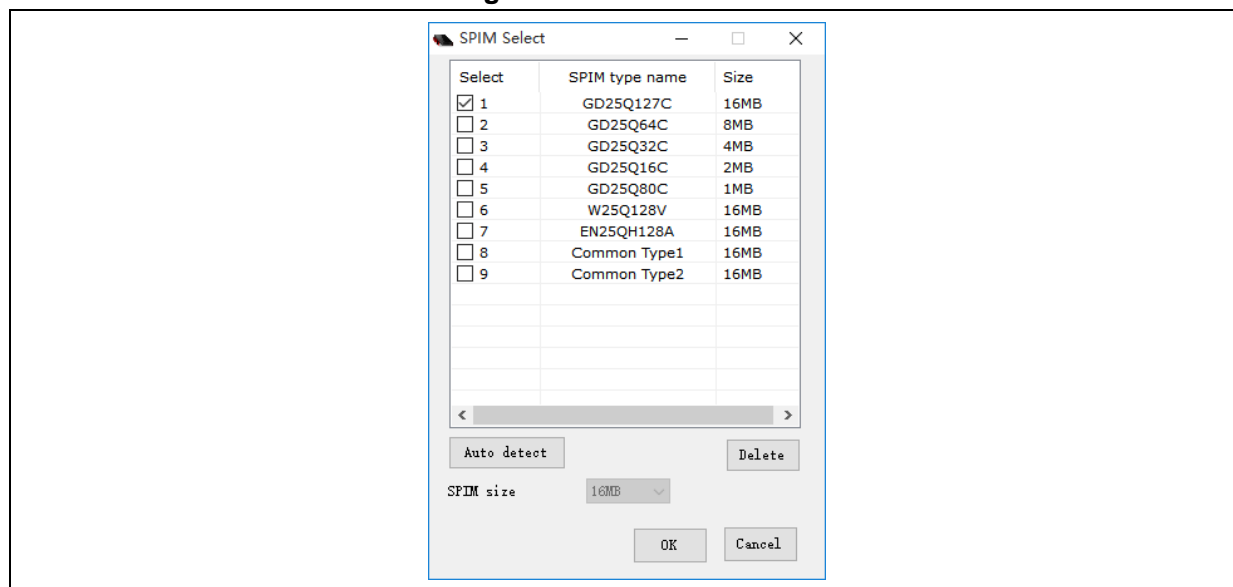 SPIM Select
Select SPIM type name Size
1 GD25Q127C 16MB
2 GD25Q64C 8MB
3 GD25Q32C 4MB
4 GD25Q16C 2MB
5 GD25Q80C 1MB
6 W25Q128V 16MB
7 EN25QH128A 16MB
8 Common Type1 16MB
9 Common Type2 16MB
Auto detect Delete
SPIM size 16MB
OK Cancel